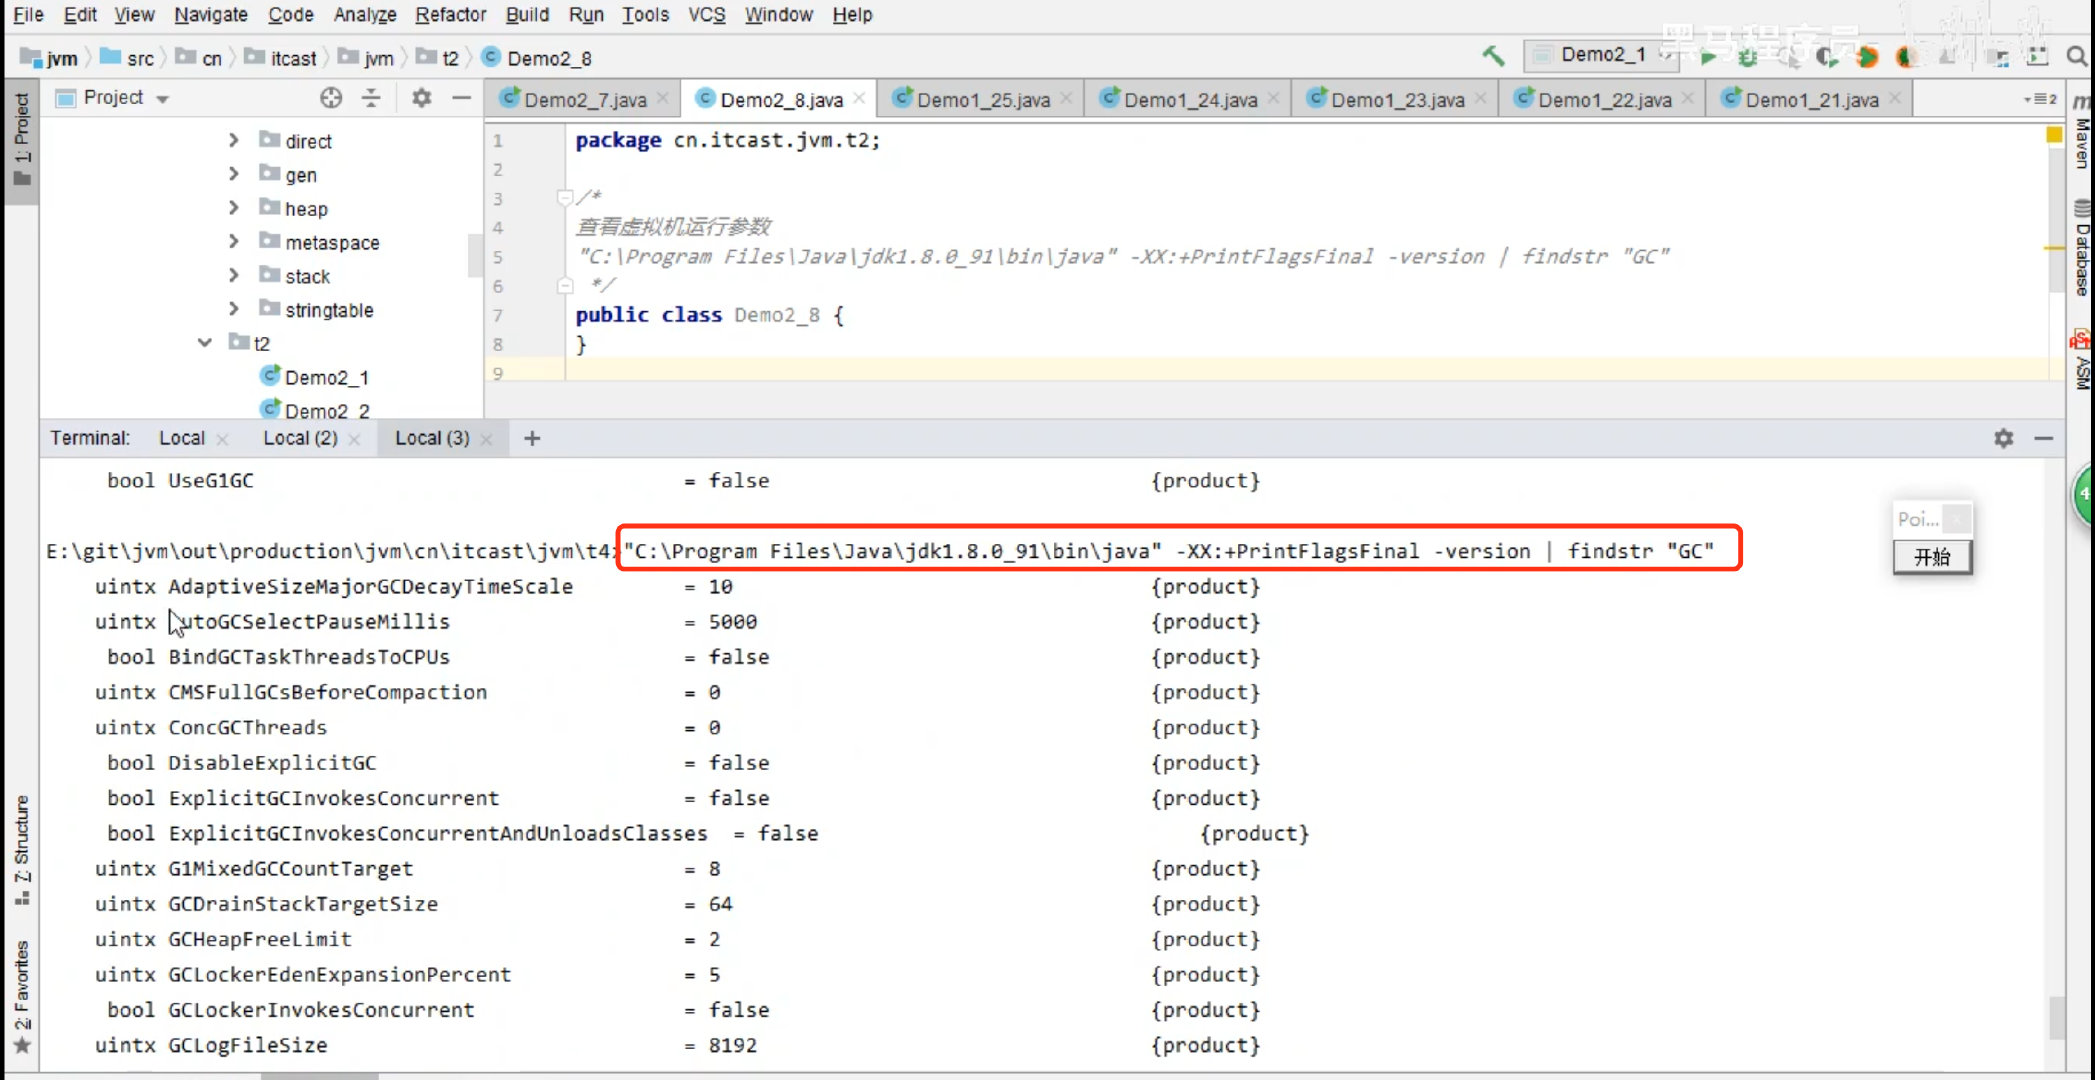 File Edit View Navigate Code Analyze Refactor Build Run Tools VCS Window Help
jvm src cn itcast jvm t2 Demo2_8
Demo2_1
黑马程序员
1: Project
Project
Demo2_7.java Demo2_8.java Demo1_25.java Demo1_24.java Demo1_23.java Demo1_22.java Demo1_21.java
2
direct
gen
heap
metaspace
stack
stringtable
t2
Demo2_1
Demo2_2
1 package cn.itcast.jvm.t2;
2
3 /*
4 查看虚拟机运行参数
5 "C:\Program Files\Java\jdk1.8.0_91\bin\java" -XX:+PrintFlagsFinal -version | findstr "GC"
6 */
7 public class Demo2_8 {
8 }
9
Maven
Database
ASM
Terminal: Local Local (2) Local (3) +
bool UseG1GC = false {product}
E:\git\jvm\out\production\jvm\cn\itcast\jvm\t4>"C:\Program Files\Java\jdk1.8.0_91\bin\java" -XX:+PrintFlagsFinal -version | findstr "GC"
uintx AdaptiveSizeMajorGCDecayTimeScale = 10 {product}
uintx AutoGCSelectPauseMillis = 5000 {product}
bool BindGCTaskThreadsToCPUs = false {product}
uintx CMSFullGCsBeforeCompaction = 0 {product}
uintx ConcGCThreads = 0 {product}
bool DisableExplicitGC = false {product}
bool ExplicitGCInvokesConcurrent = false {product}
bool ExplicitGCInvokesConcurrentAndUnloadsClasses = false {product}
uintx G1MixedGCCountTarget = 8 {product}
uintx GCDrainStackTargetSize = 64 {product}
uintx GCHeapFreeLimit = 2 {product}
uintx GCLockerEdenExpansionPercent = 5 {product}
bool GCLockerInvokesConcurrent = false {product}
uintx GCLogFileSize = 8192 {product}
Poi...
开始
4
7: Structure
2: Favorites